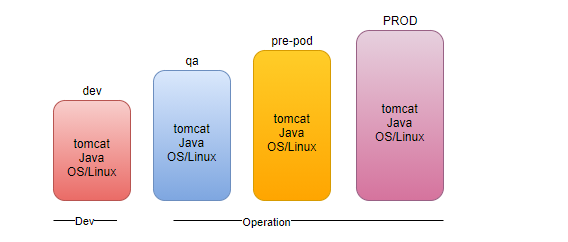 PROD
pre-pod
qa
dev
tomcat
Java
OS/Linux
tomcat
Java
OS/Linux
tomcat
Java
OS/Linux
tomcat
Java
OS/Linux
Dev
Operation